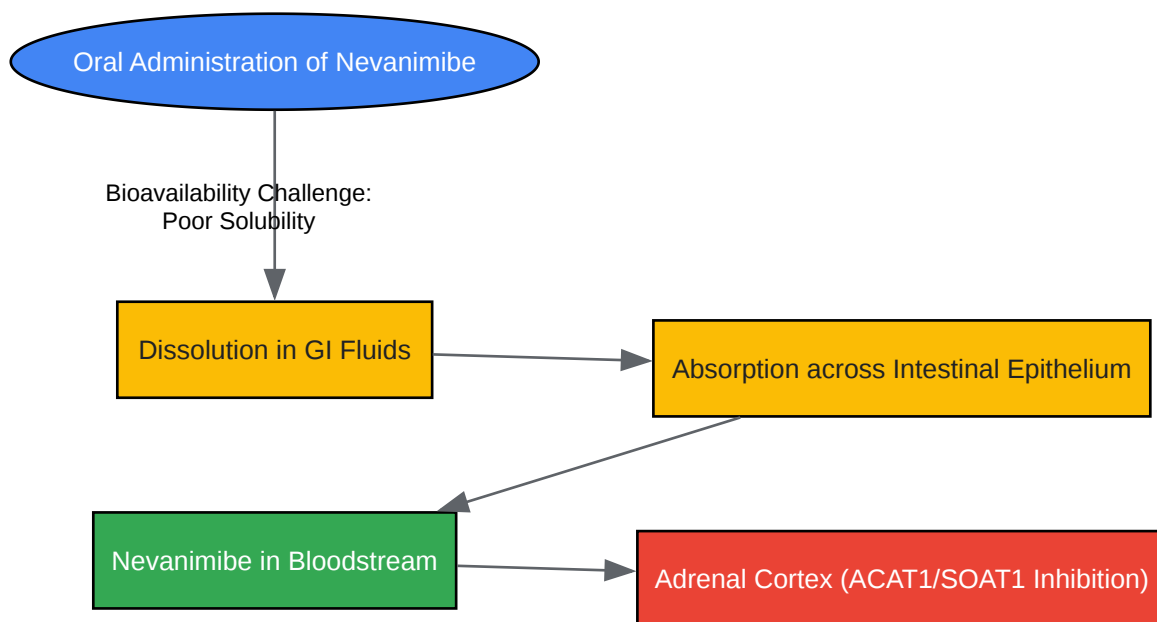 Oral Administration of Nevanimibe
Bioavailability Challenge:
Poor Solubility
Dissolution in GI Fluids
Absorption across Intestinal Epithelium
Nevanimibe in Bloodstream
Adrenal Cortex (ACAT1/SOAT1 Inhibition)